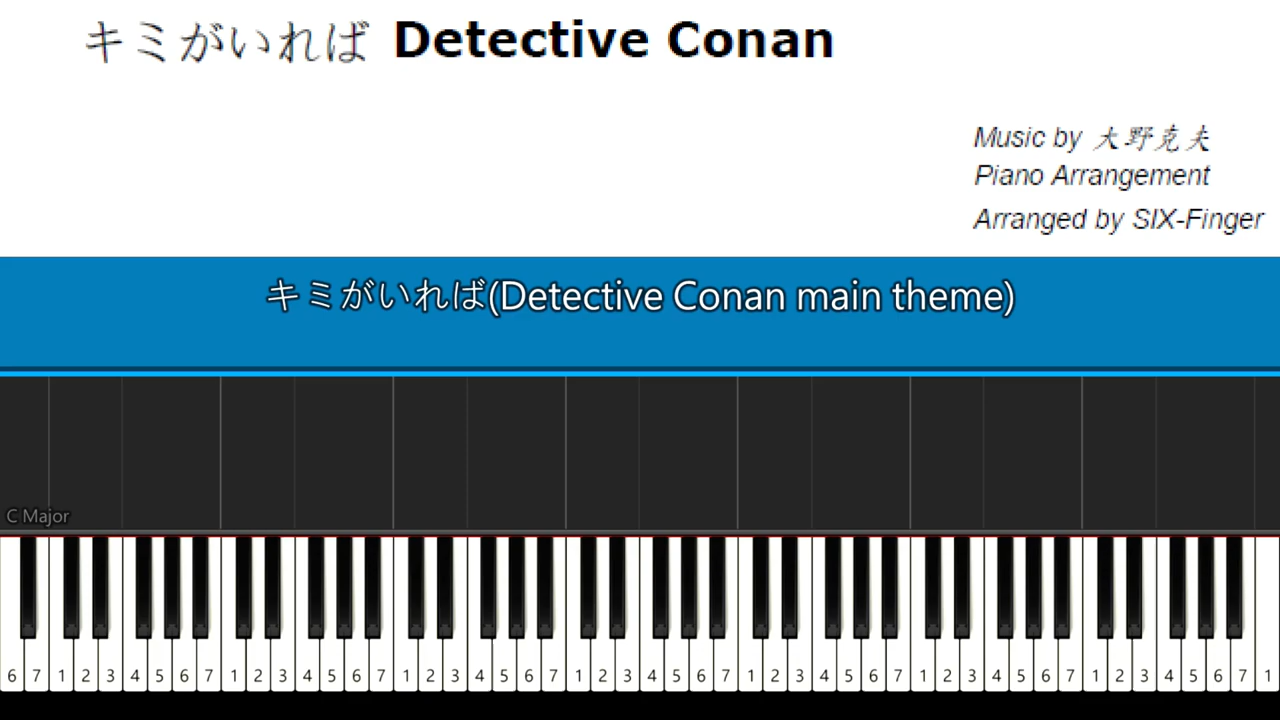 キミがいれば Detective Conan
Music by 大野克夫
Piano Arrangement
Arranged by SIX-Finger
キミがいれば(Detective Conan main theme)
C Major
6 7 1 2 3 4 5 6 7 1 2 3 4 5 6 7 1 2 3 4 5 6 7 1 2 3 4 5 6 7 1 2 3 4 5 6 7 1 2 3 4 5 6 7 1 2 3 4 5 6 7 1